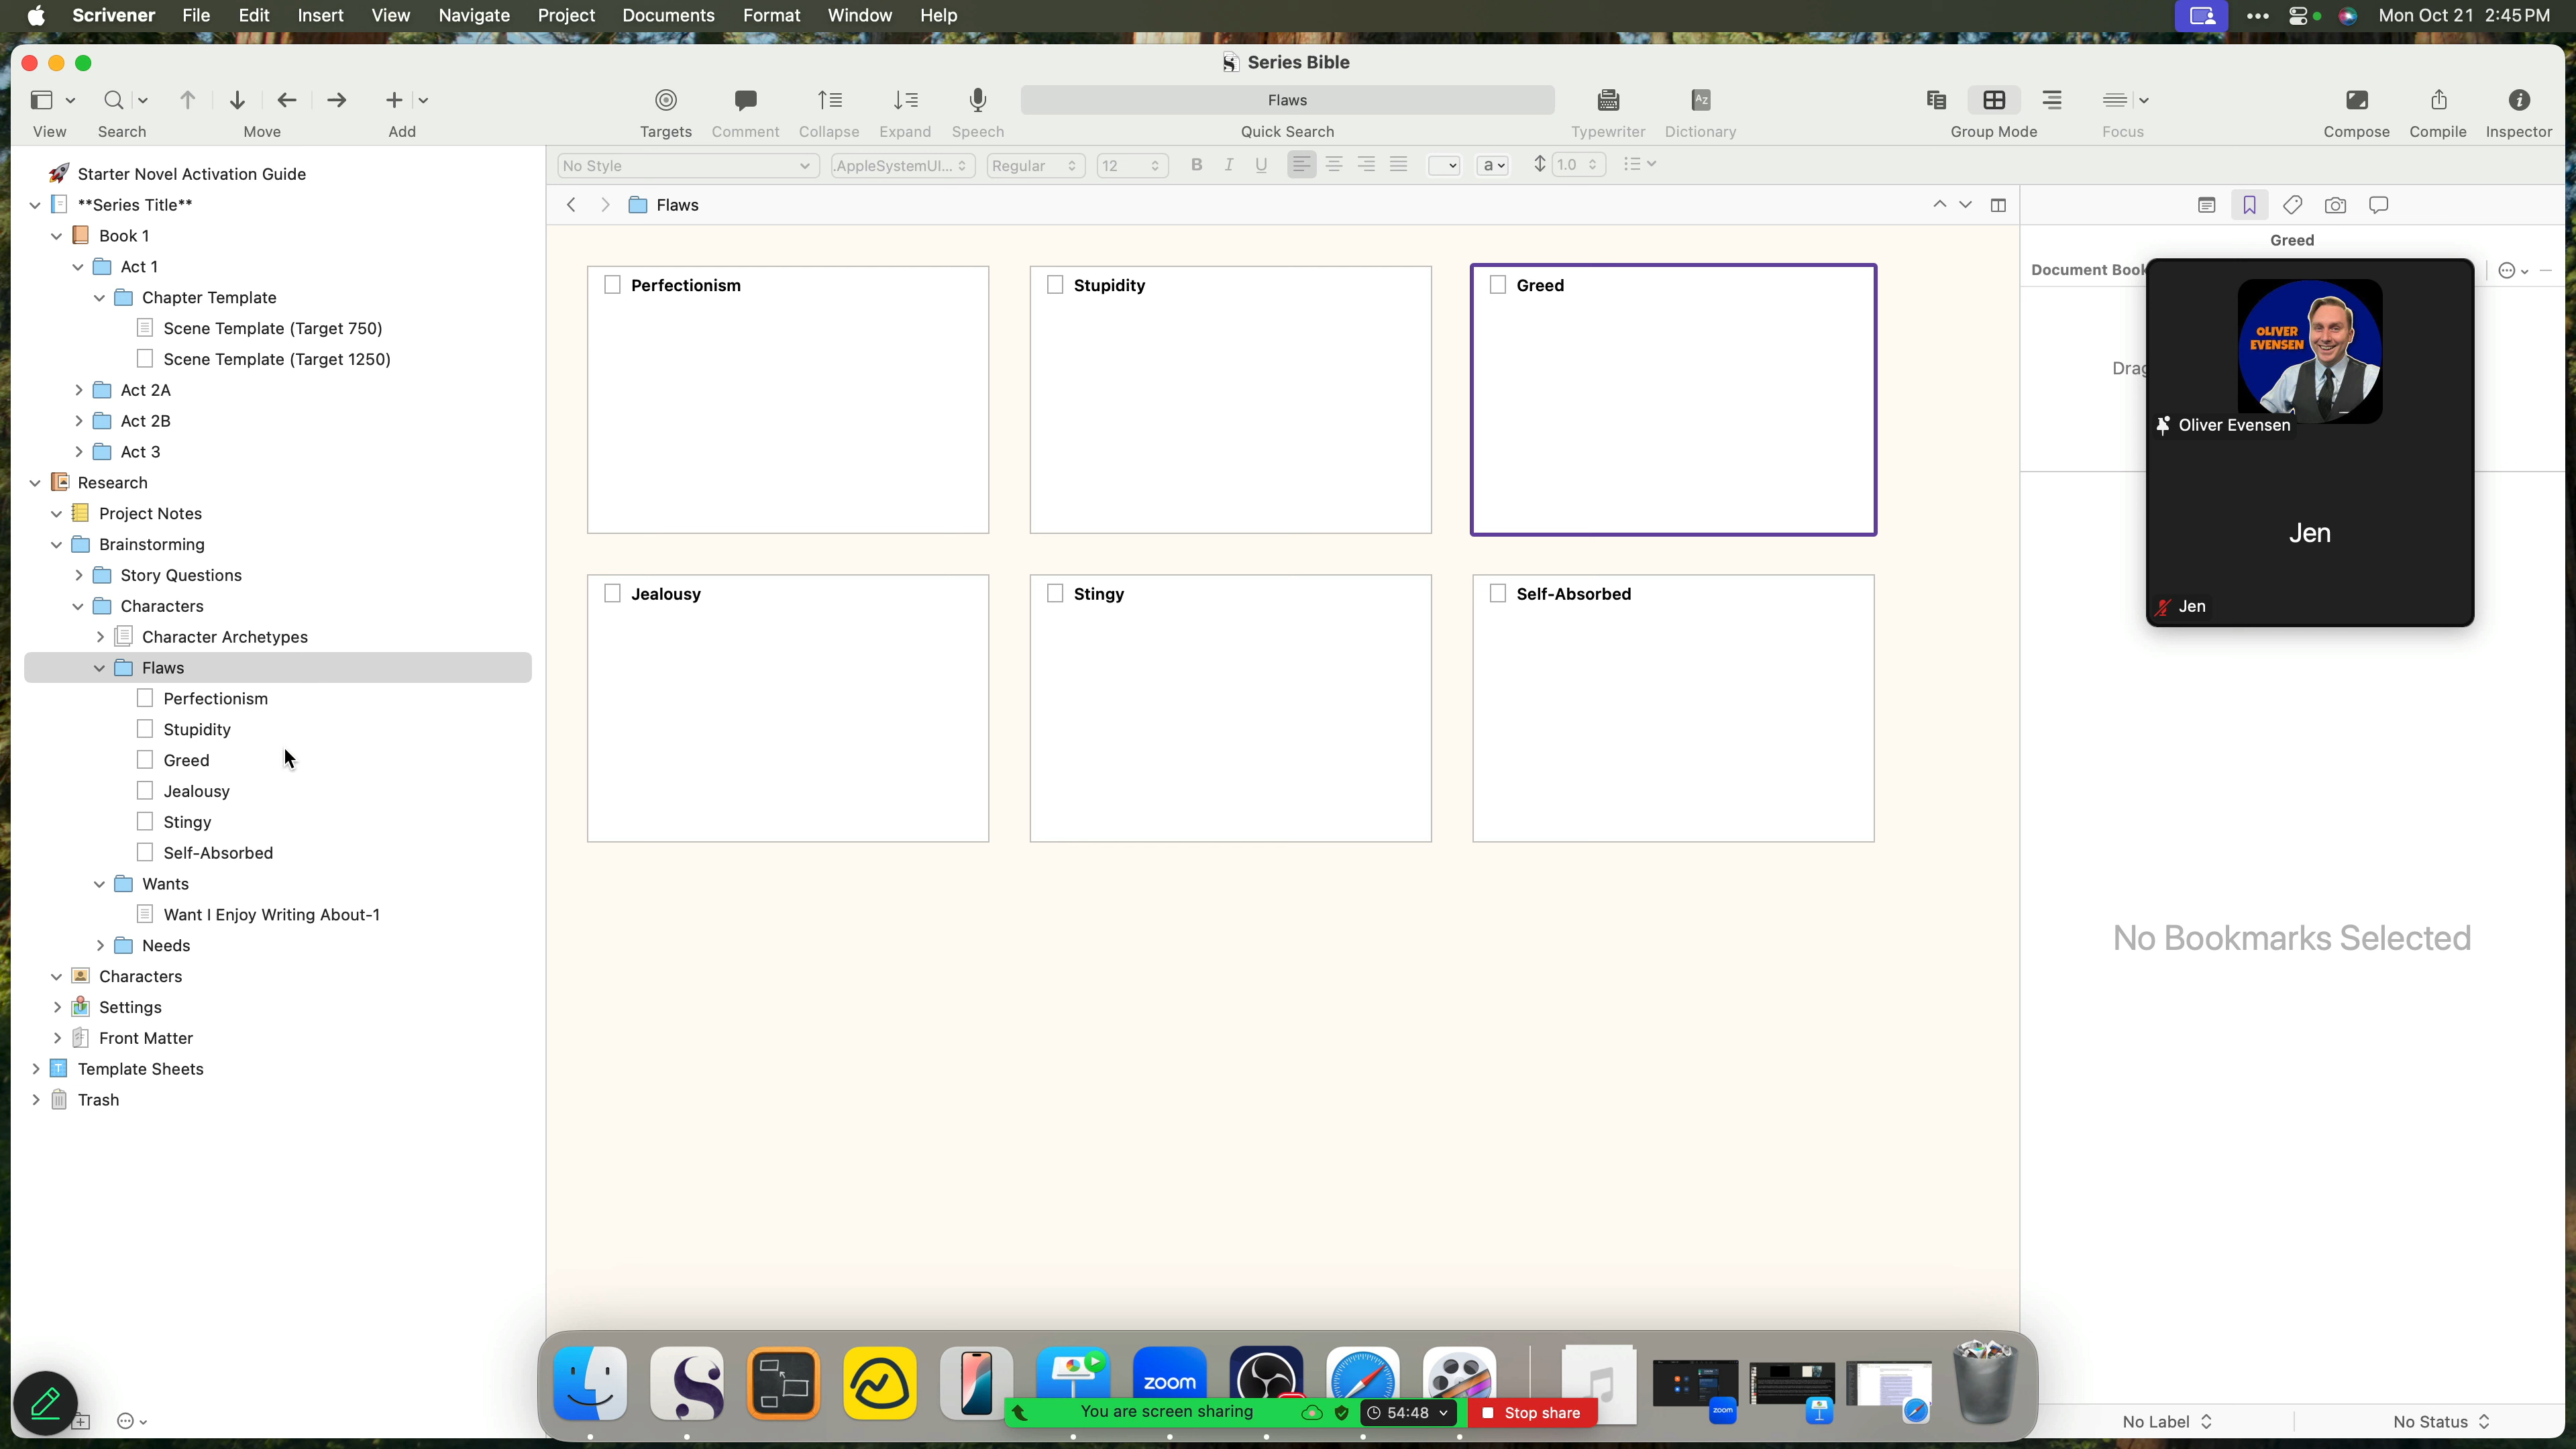 Scrivener File Edit Insert View Navigate Project Documents Format Window Help Mon Oct 21 2:45 PM
Series Bible
Flaws
View Search Move Add Targets Comment Collapse Expand Speech Quick Search Typewriter Dictionary Group Mode Focus Compose Compile Inspector
No Style .AppleSystemUI... Regular 12 B I U a 1.0
Starter Novel Activation Guide
**Series Title**
Book 1
Act 1
Chapter Template
Scene Template (Target 750)
Scene Template (Target 1250)
Act 2A
Act 2B
Act 3
Research
Project Notes
Brainstorming
Story Questions
Characters
Character Archetypes
Flaws
Perfectionism
Stupidity
Greed
Jealousy
Stingy
Self-Absorbed
Wants
Want I Enjoy Writing About-1
Needs
Characters
Settings
Front Matter
Template Sheets
Trash
Flaws
Perfectionism Stupidity Greed
Jealousy Stingy Self-Absorbed
Greed
Document Book
Drag
OLIVER
EVENSEN
Oliver Evensen
Jen
Jen
No Bookmarks Selected
zoom
zoom
You are screen sharing 54:48 Stop share
No Label No Status